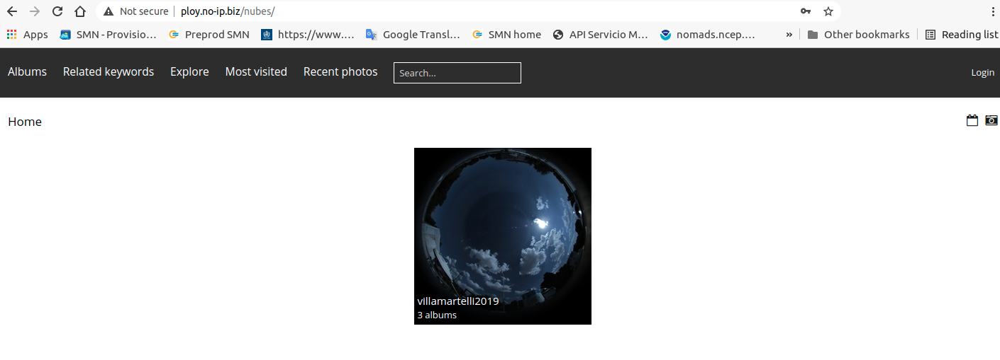 Not secure ploy.no-ip.biz/nubes/
Apps SMN - Provisio... Preprod SMN https://www.... Google Transl... SMN home API Servicio M... nomads.ncep.... » Other bookmarks Reading list
Albums Related keywords Explore Most visited Recent photos Search... Login
Home
villamartelli2019
3 albums